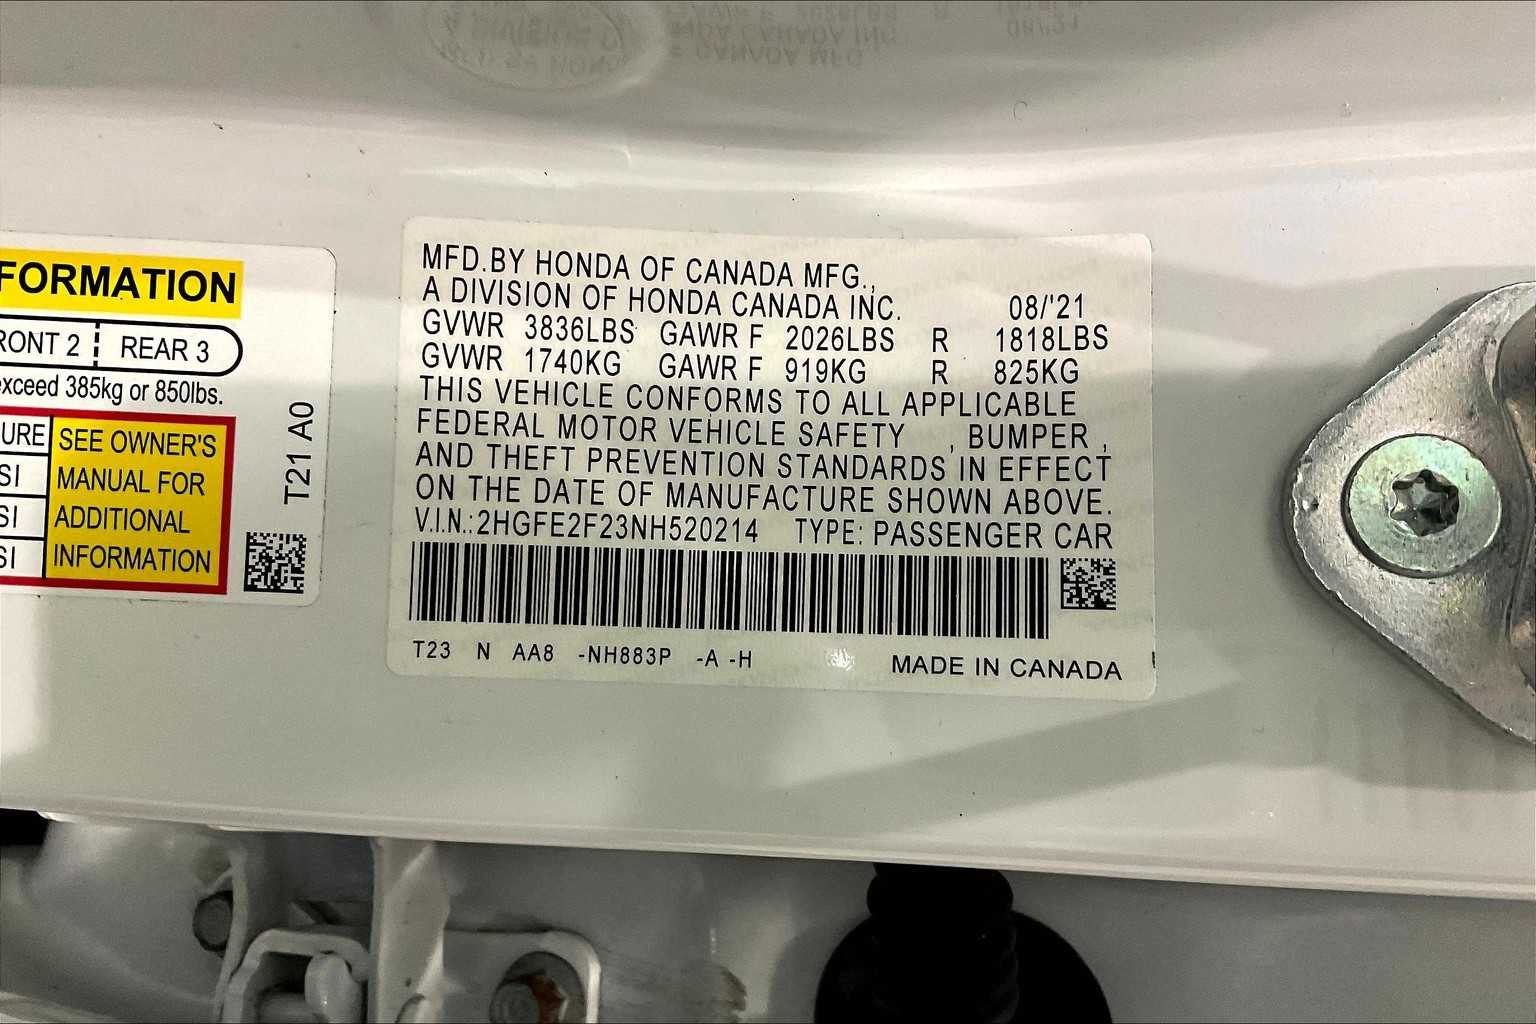 FORMATION
RONT 2 REAR 3
exceed 385kg or 850lbs.
URE SEE OWNER'S
SI MANUAL FOR
SI ADDITIONAL
SI INFORMATION
T21 A0
MFD.BY HONDA OF CANADA MFG.,
A DIVISION OF HONDA CANADA INC. 08/'21
GVWR 3836LBS GAWR F 2026LBS R 1818LBS
GVWR 1740KG GAWR F 919KG R 825KG
THIS VEHICLE CONFORMS TO ALL APPLICABLE
FEDERAL MOTOR VEHICLE SAFETY , BUMPER ,
AND THEFT PREVENTION STANDARDS IN EFFECT
ON THE DATE OF MANUFACTURE SHOWN ABOVE.
V.I.N.:2HGFE2F23NH520214 TYPE: PASSENGER CAR
T23 N AA8 -NH883P -A -H MADE IN CANADA